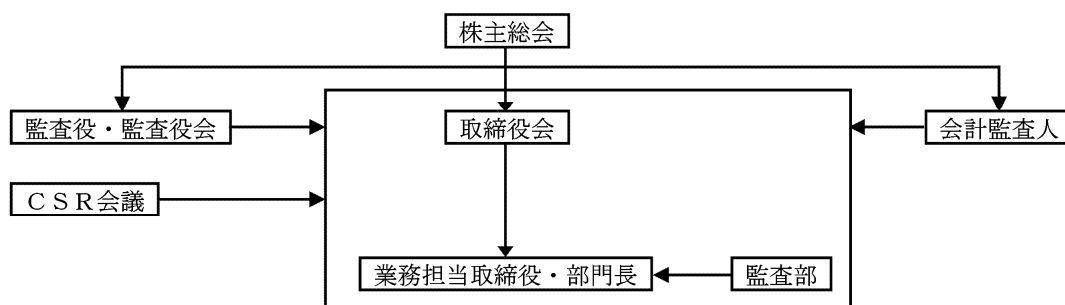 株主総会
監査役・監査役会
取締役会
会計監査人
ＣＳＲ会議
業務担当取締役・部門長
監査部